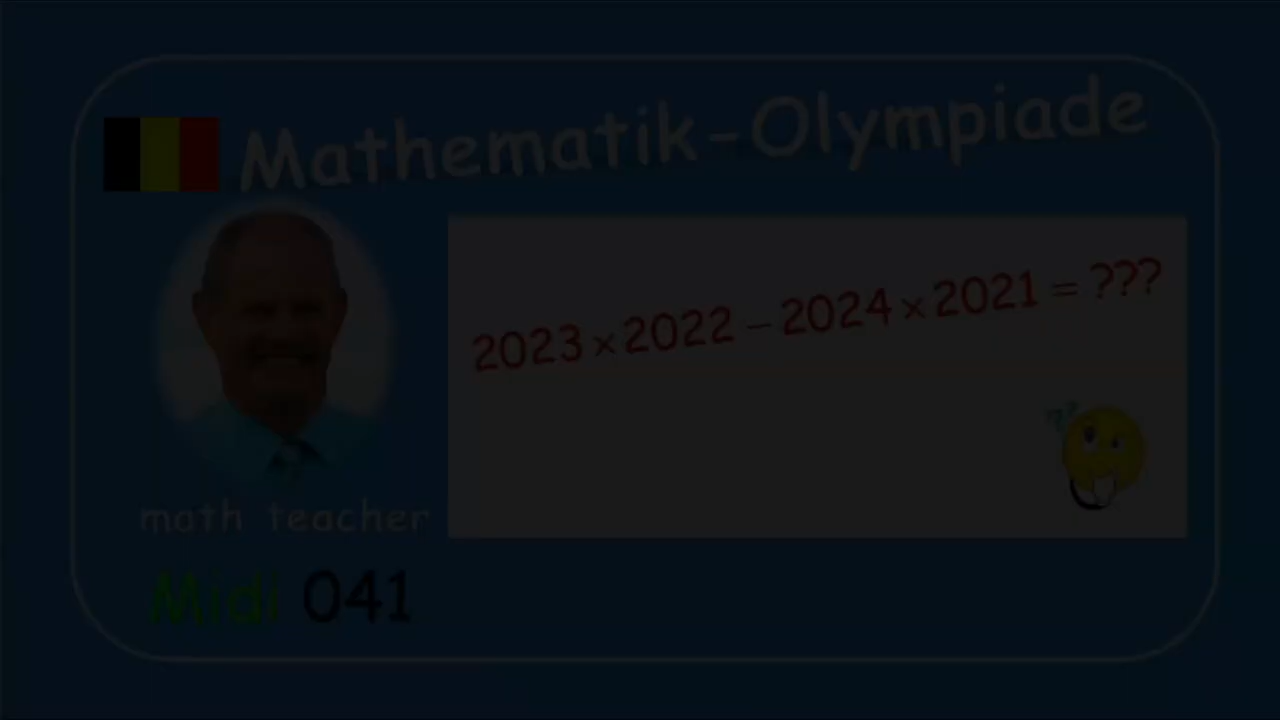 Mathematik-Olympiade
2023×2022 – 2024×2021 = ???
math teacher
Midi 041